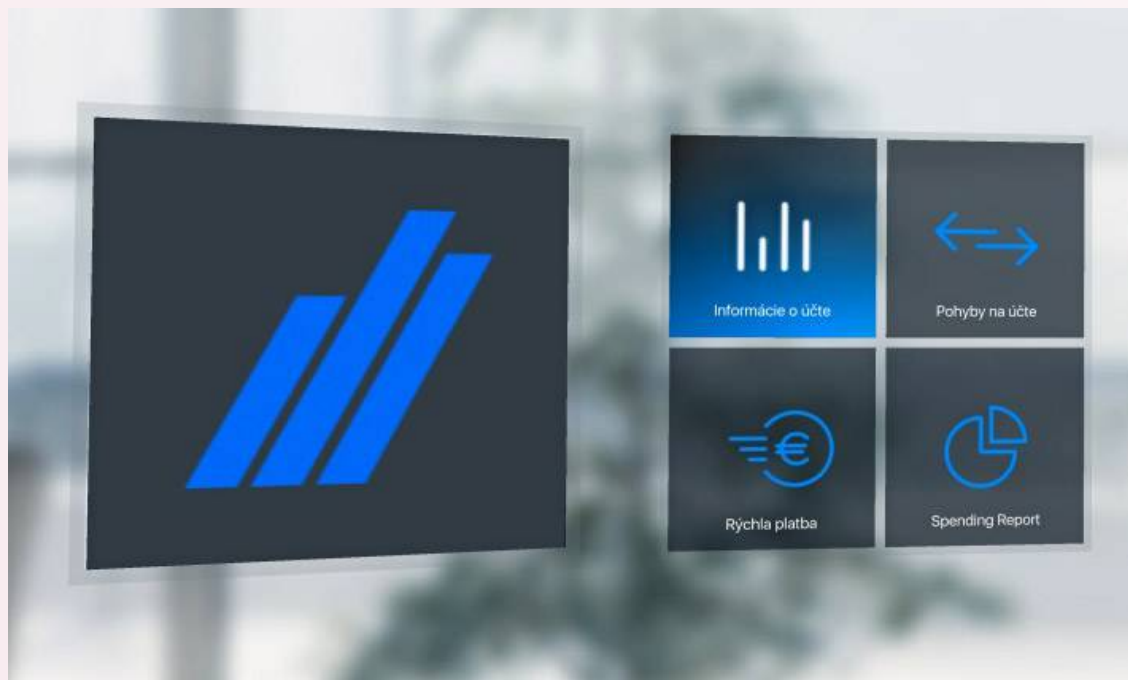 Informácie o účte
Pohyby na účte
Rýchla platba
Spending Report